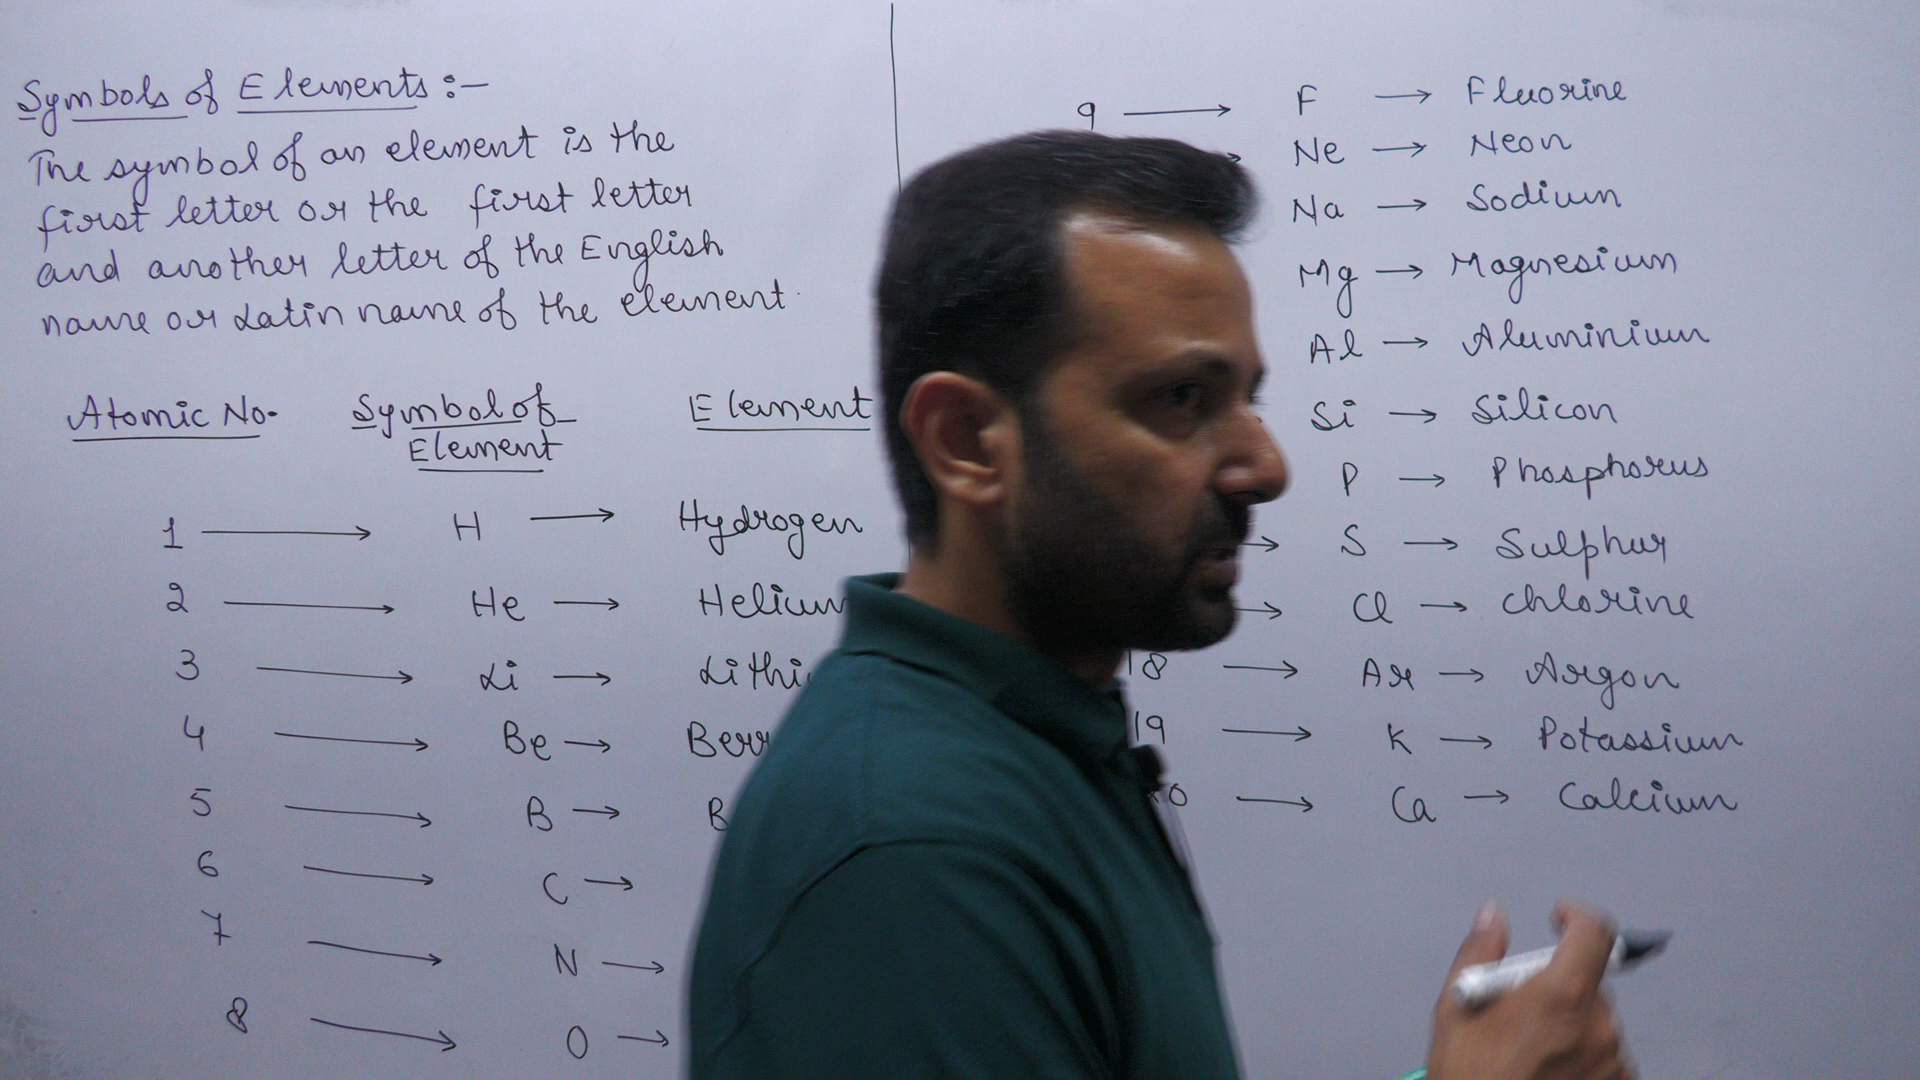 Symbols of Elements :-
The symbol of an element is the
first letter or the first letter
and another letter of the English
name or Latin name of the element.
Atomic No. Symbol of Element Element
1 → H → Hydrogen
2 → He → Helium
3 → Li → Lithi
4 → Be →
5 → B → B
6 → C →
7 → N →
8 → O →
9 → F → Fluorine
→ Ne → Neon
Na → Sodium
Mg → Magnesium
Al → Aluminium
Si → Silicon
P → Phosphorus
→ S → Sulphur
→ Cl → Chlorine
18 → Ar → Argon
19 → K → Potassium
20 → Ca → Calcium